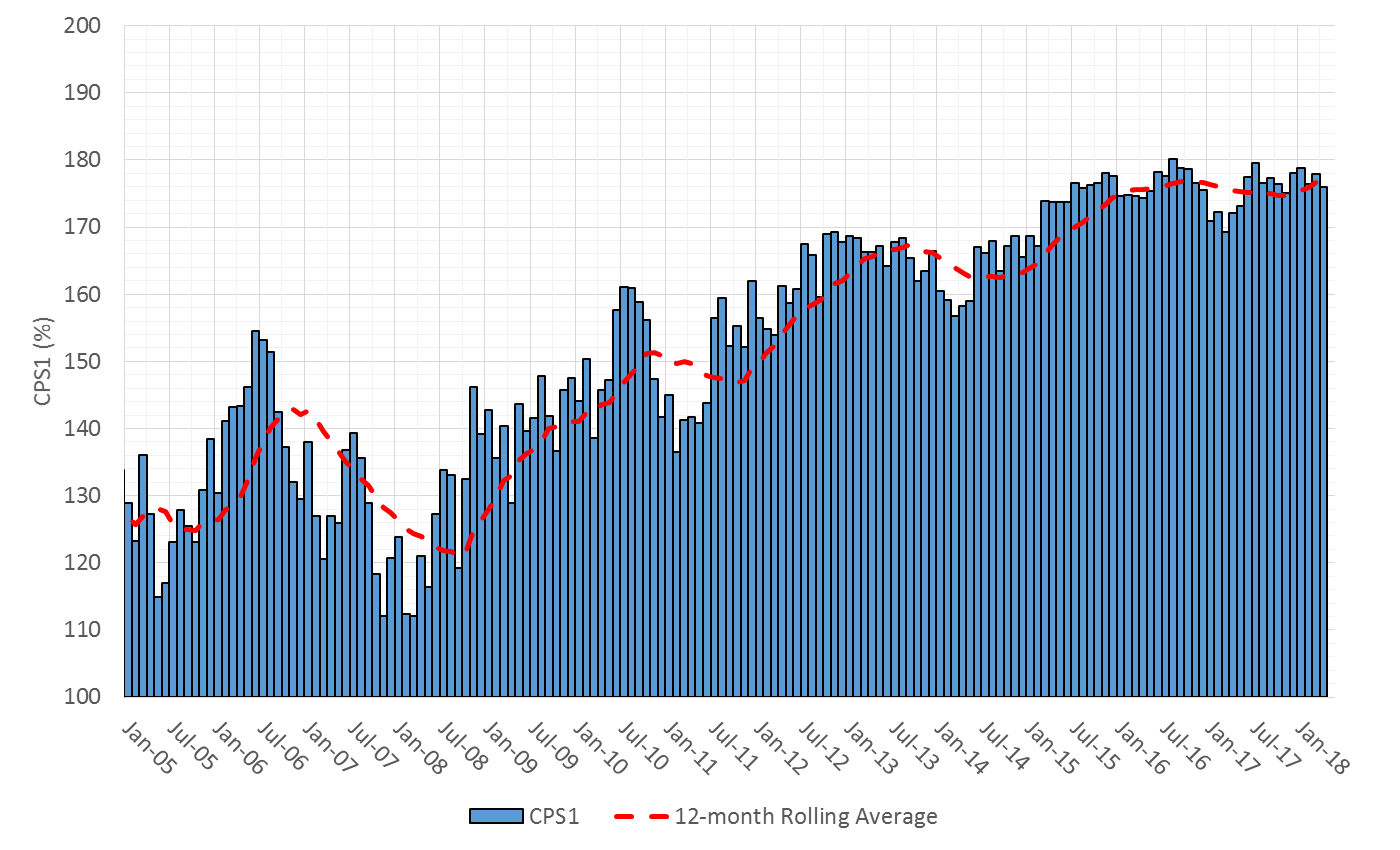 200
190
180
170
160
150
140
130
120
110
100
CPS1 (%)
Jan-05
Jul-05
Jan-06
Jul-06
Jan-07
Jul-07
Jan-08
Jul-08
Jan-09
Jul-09
Jan-10
Jul-10
Jan-11
Jul-11
Jan-12
Jul-12
Jan-13
Jul-13
Jan-14
Jul-14
Jan-15
Jul-15
Jan-16
Jul-16
Jan-17
Jul-17
Jan-18
CPS1
12-month Rolling Average